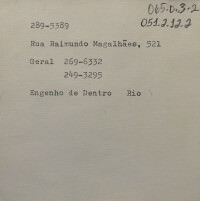 065.0.3.2
051.2.12.2
289-5389
Rua Raimundo Magalhães, 521
Geral 269-6332
249-3295
Engenho de Dentro Rio